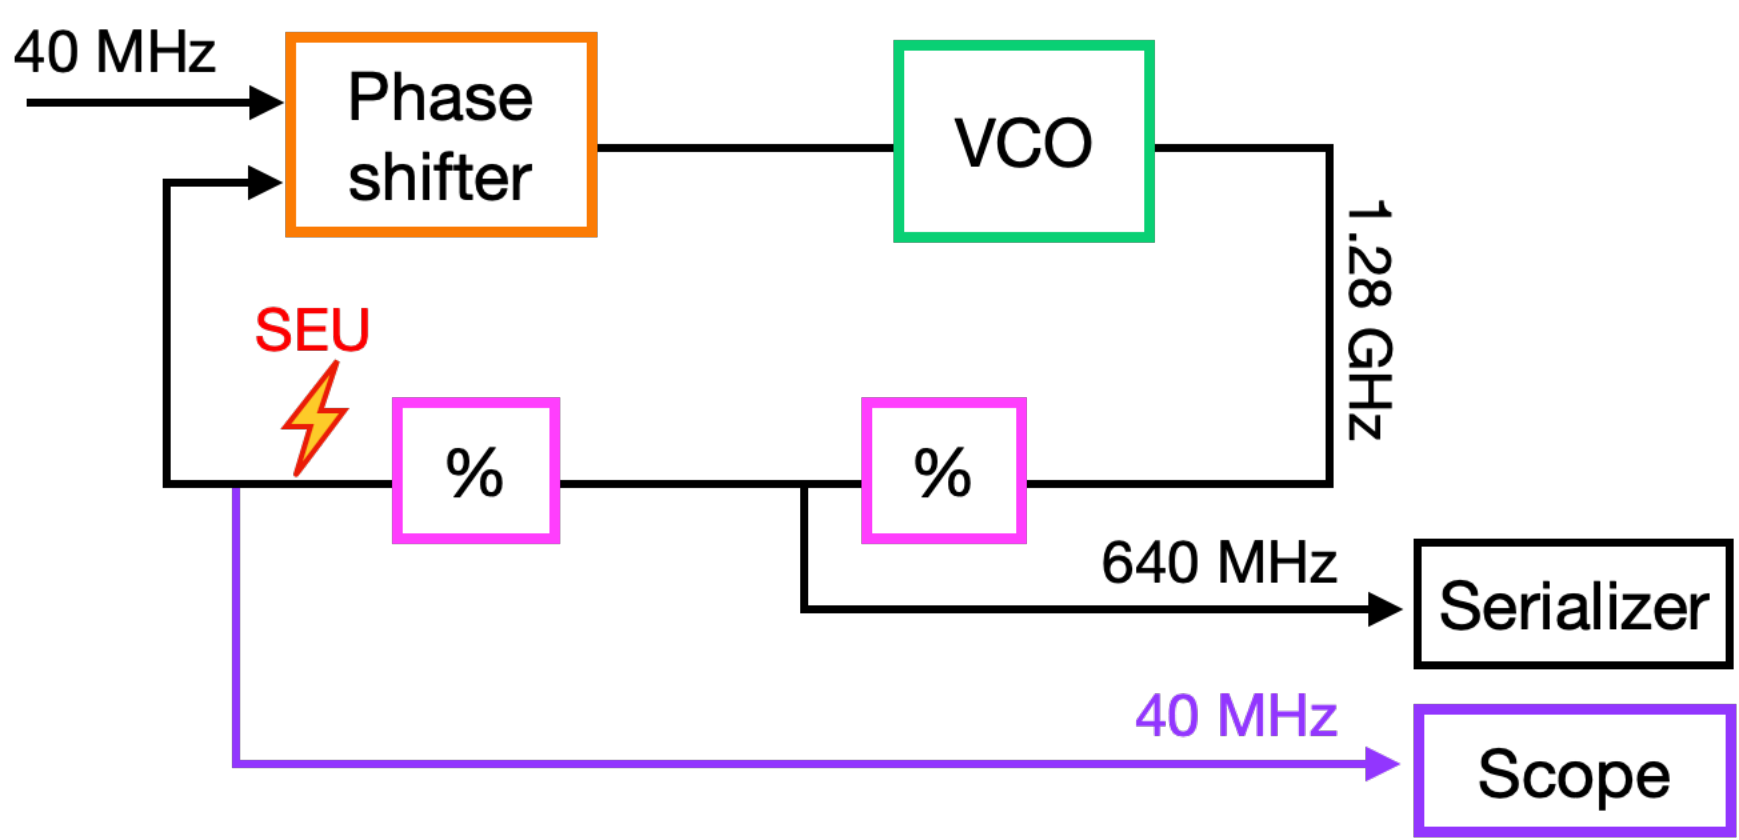 40 MHz
Phase
shifter
VCO
1.28 GHz
SEU
%
%
640 MHz
Serializer
40 MHz
Scope